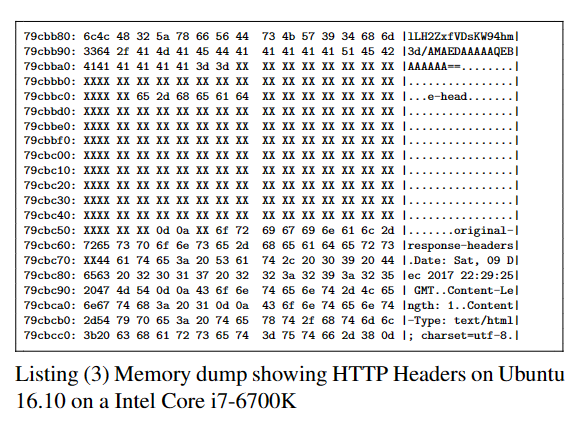 79cbb80: 6c4c 48 32 5a 78 66 56 44 73 4b 57 39 34 68 6d |lLH2ZxfVDsKW94hm|
79cbb90: 3364 2f 41 4d 41 45 44 41 41 41 41 41 51 45 42 |3d/AMAEDAAAAAQEB|
79cbba0: 4141 41 41 41 41 3d 3d XX XX XX XX XX XX XX XX |AAAAAA==........|
79cbbb0: XXXX XX XX XX XX XX XX XX XX XX XX XX XX XX XX |................|
79cbbc0: XXXX XX 65 2d 68 65 61 64 XX XX XX XX XX XX XX |...e-head.......|
79cbbd0: XXXX XX XX XX XX XX XX XX XX XX XX XX XX XX XX |................|
79cbbe0: XXXX XX XX XX XX XX XX XX XX XX XX XX XX XX XX |................|
79cbbf0: XXXX XX XX XX XX XX XX XX XX XX XX XX XX XX XX |................|
79cbc00: XXXX XX XX XX XX XX XX XX XX XX XX XX XX XX XX |................|
79cbc10: XXXX XX XX XX XX XX XX XX XX XX XX XX XX XX XX |................|
79cbc20: XXXX XX XX XX XX XX XX XX XX XX XX XX XX XX XX |................|
79cbc30: XXXX XX XX XX XX XX XX XX XX XX XX XX XX XX XX |................|
79cbc40: XXXX XX XX XX XX XX XX XX XX XX XX XX XX XX XX |................|
79cbc50: XXXX XX XX 0d 0a XX 6f 72 69 67 69 6e 61 6c 2d |.......original-|
79cbc60: 7265 73 70 6f 6e 73 65 2d 68 65 61 64 65 72 73 |response-headers|
79cbc70: XX44 61 74 65 3a 20 53 61 74 2c 20 30 39 20 44 |.Date: Sat, 09 D|
79cbc80: 6563 20 32 30 31 37 20 32 32 3a 32 39 3a 32 35 |ec 2017 22:29:25|
79cbc90: 2047 4d 54 0d 0a 43 6f 6e 74 65 6e 74 2d 4c 65 | GMT..Content-Le|
79cbca0: 6e67 74 68 3a 20 31 0d 0a 43 6f 6e 74 65 6e 74 |ngth: 1..Content|
79cbcb0: 2d54 79 70 65 3a 20 74 65 78 74 2f 68 74 6d 6c |-Type: text/html|
79cbcc0: 3b20 63 68 61 72 73 65 74 3d 75 74 66 2d 38 0d |; charset=utf-8.|
Listing (3) Memory dump showing HTTP Headers on Ubuntu
16.10 on a Intel Core i7-6700K